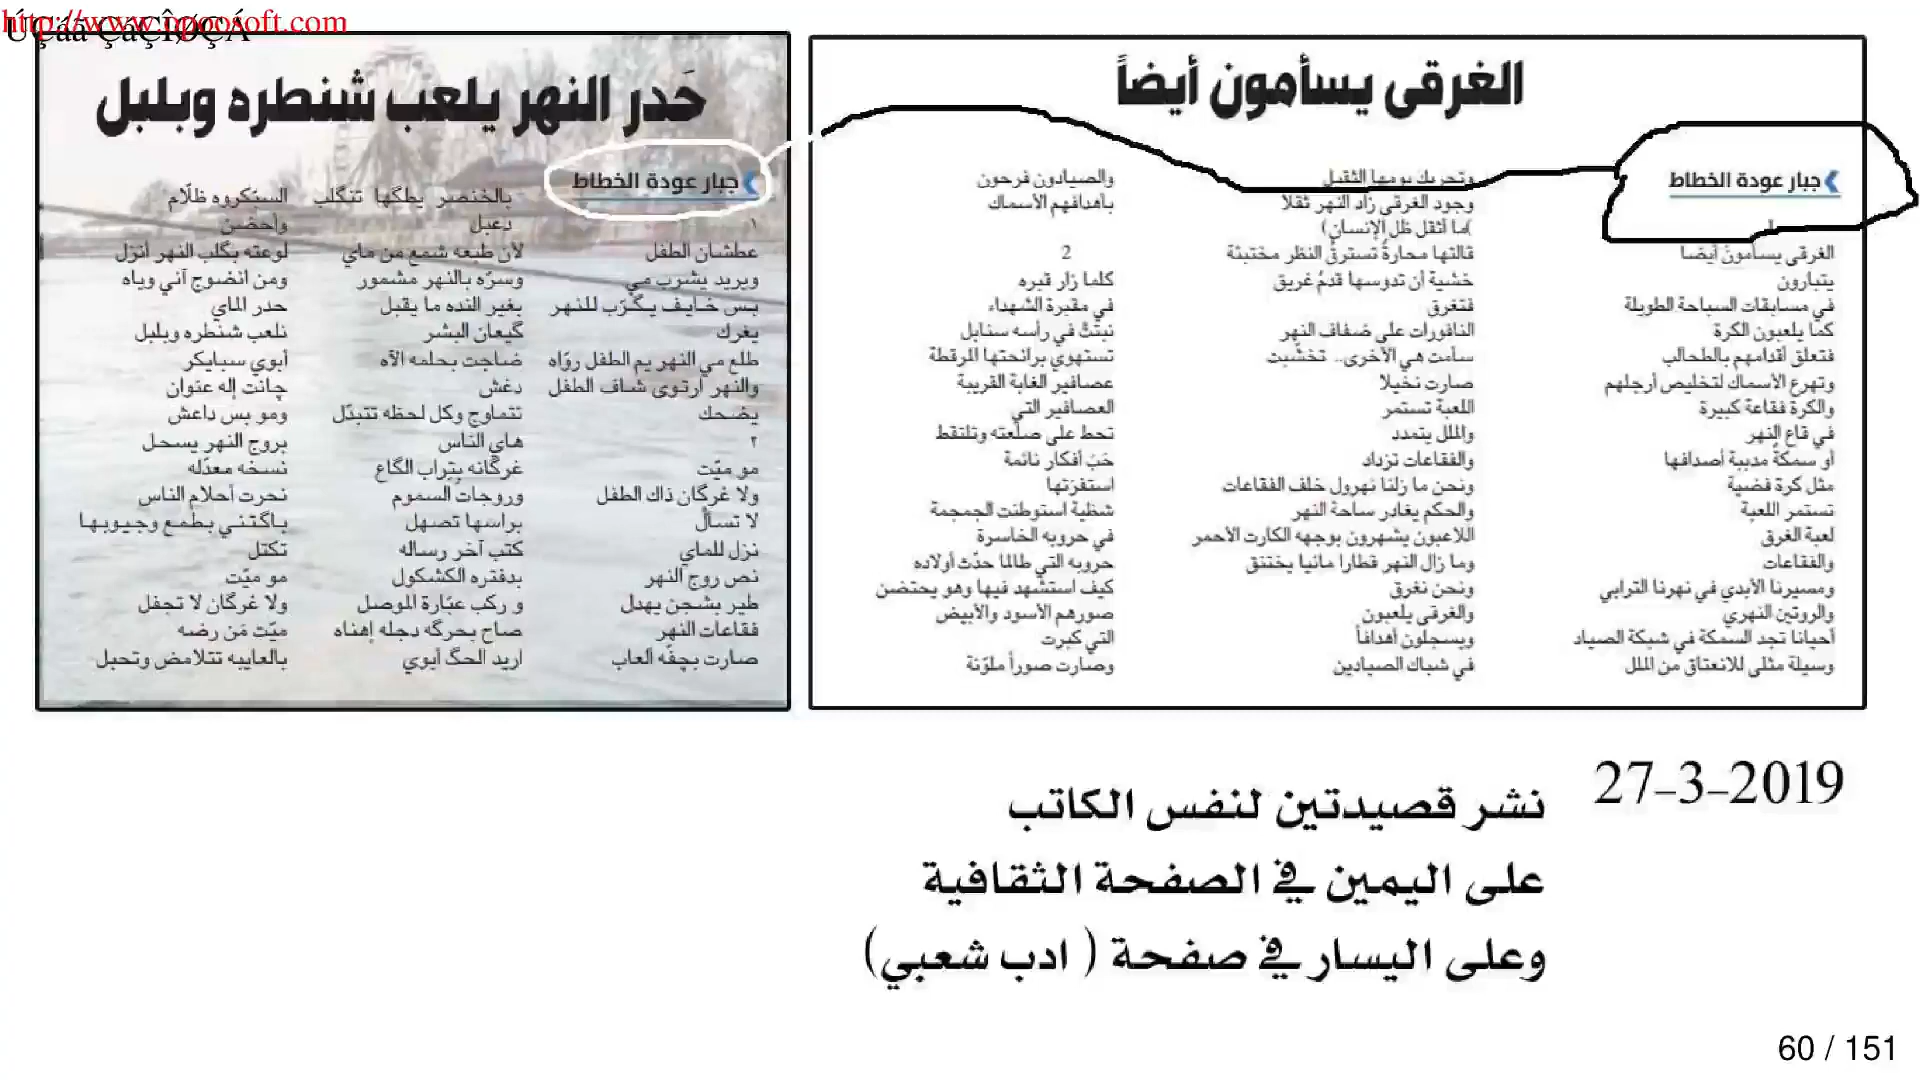 http://www.npoosoft.com
ÚÇáã ÇáÇÎØÇÁ
الغرقى يسأمون أيضاً
جبار عودة الخطاط
1
الغرقى يسأمون أيضا
يتبارون
في مسابقات السباحة الطويلة
كما يلعبون الكرة
فتعلق أقدامهم بالطحالب
وتهرع الأسماك لتخليص أرجلهم
والكرة فقاعة كبيرة
في قاع النهر
أو سمكةٌ مدببة أصدافها
مثل كرة فضية
تستمر اللعبة
لعبة الغرق
والفقاعات
ومصيرنا الأبدي في نهرنا الترابي
والروتين النهري
أحيانا تجد السمكة في شبكة الصياد
وسيلة مثلى للانعتاق من الملل
وتحريك يومها الثقيل
وجود الغرقى زاد النهر ثقلاً
)ما أثقل ظل الإنسان)
قالتها محارةٌ تسترقُ النظر مختبئة
خشية أن تدوسها قدمُ غريق
فتغرق
النافورات على ضفاف النهر
سأمت هي الأخرى.. تخشّبت
صارت نخيلا
اللعبة تستمر
والملل يتمدد
والفقاعات تزداد
ونحن ما زلنا نهرول خلف الفقاعات
والحكم يغادر ساحة النهر
اللاعبون يشهرون بوجهه الكارت الأحمر
وما زال النهر قطارا مائيا يختنق
ونحن نغرق
والغرقى يلعبون
ويسجلون أهدافاً
في شباك الصيادين
والصيادون فرحون
بأهدافهم الأسماك
2
كلما زار قبره
في مقبرة الشهداء
نبتتْ في رأسه سنابل
تستهوي برائحتها المرقطة
عصافير الغابة القريبة
العصافير التي
تحط على صلعته وتلتقط
حَبّ أفكار نائمة
استفزتها
شظية استوطنت الجمجمة
في حروبه الخاسرة
حروبه التي طالما حدّث أولاده
كيف استشهد فيها وهو يحتضن
صورهم الأسود والأبيض
التي كبرت
وصارت صوراً ملوّنة
حَدر النهر يلعب شنطره وبلبل
جبار عودة الخطاط
١
عطشان الطفل
ويريد يشرب مي
بس خايف يگرّب للنهر
يغرك
طلع مي النهر يم الطفل روّاه
والنهر ارتوى شاف الطفل
يضحك
٢
مو ميّت
ولا غرگان ذاك الطفل
لا تسأل
نزل للماي
نص روج النهر
طير بشجن يهدل
فقاعات النهر
صارت بچفّه ألعاب
بالخنصر يطگها تنگلب
دعبل
لأن طبعه شمع من ماي
وسرّه بالنهر مشمور
بغير النده ما يقبل
گيعان البشر
ضاجت بحلمه الآه
دغش
تتماوج وكل لحظه تتبدّل
هاي الناس
غرگانه بتراب الگاع
وروجات السموم
براسها تصهل
كتب آخر رساله
بدفتره الكشكول
و ركب عبّارة الموصل
صاح بحرگه دجله إهناه
اريد الحگ أبوي
السبّكروه ظلّام
وأحضن
لوعته بگلب النهر أنزل
ومن انضوج آني وياه
حدر الماي
نلعب شنطره وبلبل
أبوي سبايكر
چانت إله عنوان
ومو بس داعش
بروج النهر يسحل
نسخه معدّله
نحرت أحلام الناس
باگتني بطمع وجيوبها
تكتل
مو ميّت
ولا غرگان لا تجفل
ميّت مَن رضه
بالعاييه تتلامض وتحبل
27-3-2019
نشر قصيدتين لنفس الكاتب
على اليمين في الصفحة الثقافية
وعلى اليسار في صفحة ( ادب شعبي)
60 / 151